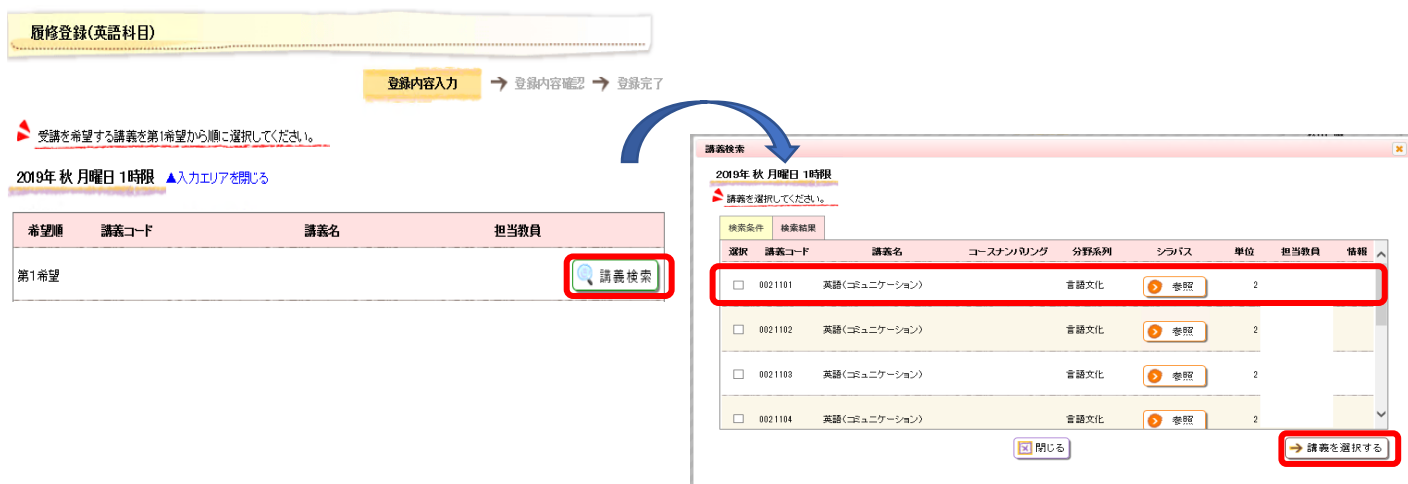 履修登録(英語科目)
登録内容入力 → 登録内容確認 → 登録完了
受講を希望する講義を第1希望から順に選択してください。
2019年 秋 月曜日 1時限 ▲入力エリアを閉じる
希望順 講義コード 講義名 担当教員
第1希望 講義検索
講義検索
2019年 秋 月曜日 1時限
講義を選択してください。
検索条件 検索結果
選択 講義コード 講義名 コースナンバリング 分野系列 シラバス 単位 担当教員 情報
0021101 英語(コミュニケーション) 言語文化 参照 2
0021102 英語(コミュニケーション) 言語文化 参照 2
0021103 英語(コミュニケーション) 言語文化 参照 2
0021104 英語(コミュニケーション) 言語文化 参照 2
閉じる → 講義を選択する